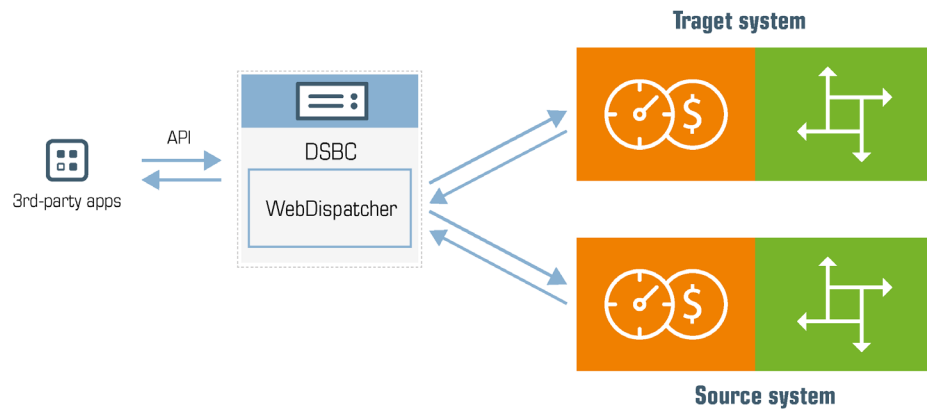 Traget system
API
DSBC
3rd-party apps
WebDispatcher
$
$
Source system